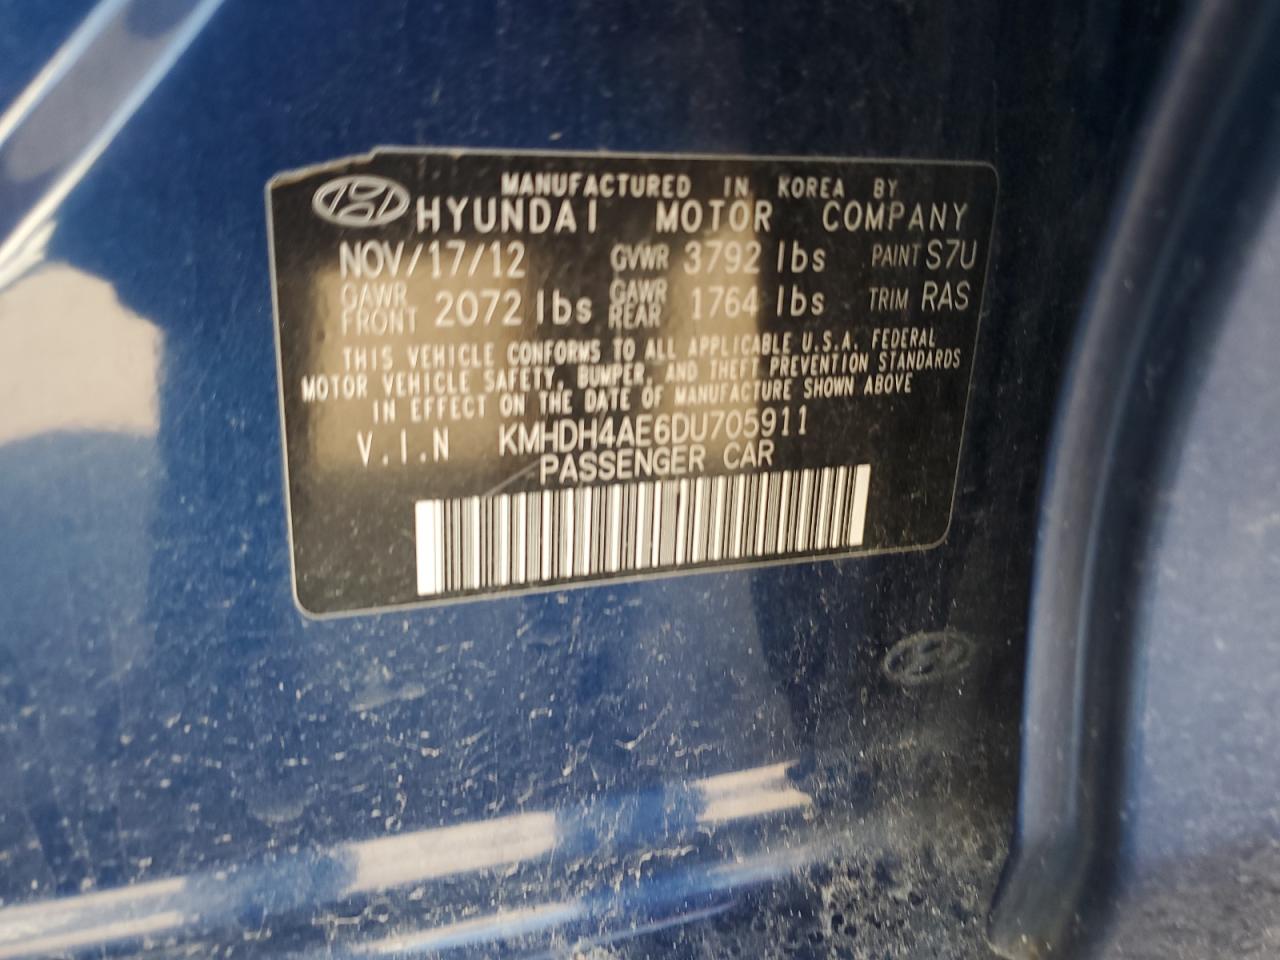 MANUFACTURED IN KOREA BY
HYUNDAI MOTOR COMPANY
NOV/17/12 GVWR 3792 lbs PAINT S7U
GAWR FRONT 2072 lbs GAWR REAR 1764 lbs TRIM RAS
THIS VEHICLE CONFORMS TO ALL APPLICABLE U.S.A. FEDERAL
MOTOR VEHICLE SAFETY, BUMPER, AND THEFT PREVENTION STANDARDS
IN EFFECT ON THE DATE OF MANUFACTURE SHOWN ABOVE
V.I.N KMHDH4AE6DU705911
PASSENGER CAR